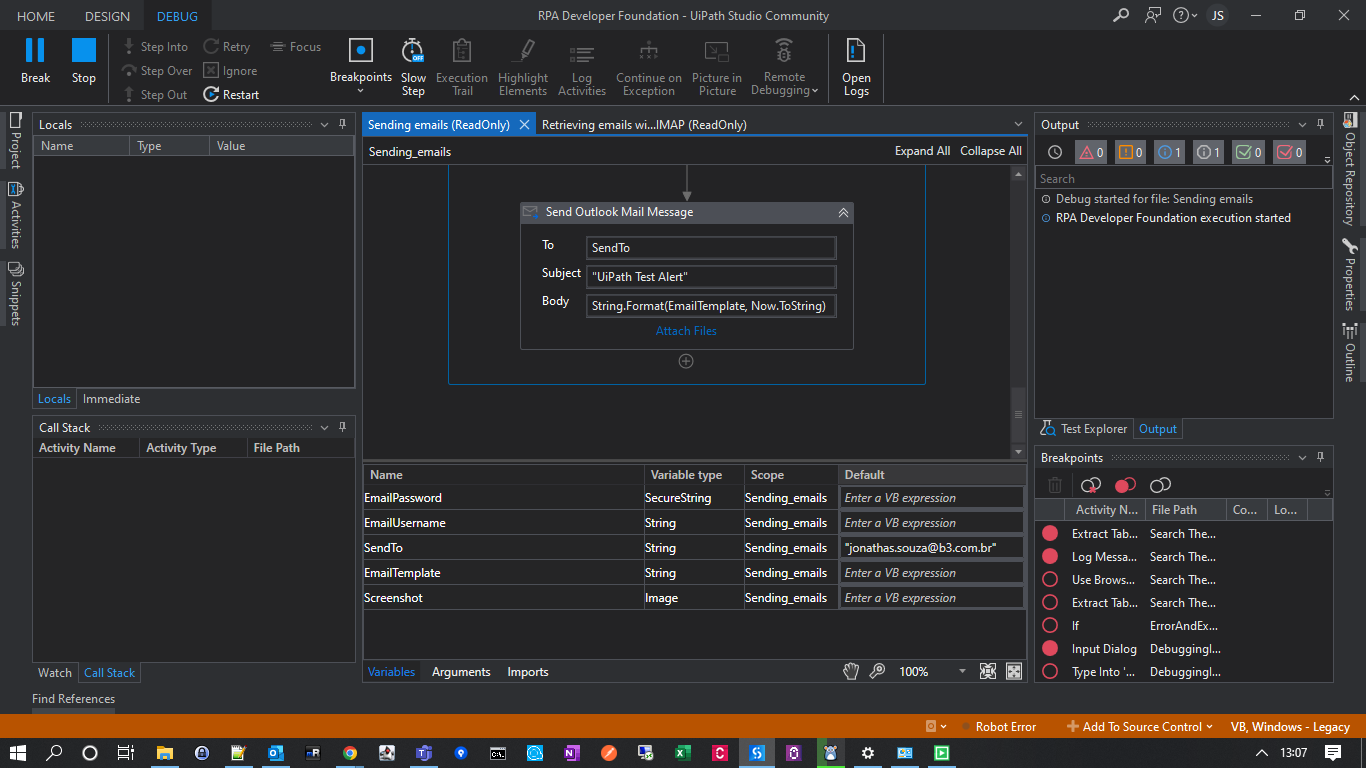 HOME DESIGN DEBUG RPA Developer Foundation - UiPath Studio Community JS
Break
Stop
Step Into
Step Over
Step Out
Retry
Ignore
Restart
Focus
Breakpoints
Slow
Step
OFF
Execution
Trail
Highlight
Elements
Log
Activities
Continue on
Exception
Picture in
Picture
Remote
Debugging
Open
Logs
Project
Activities
Snippets
Locals
Name Type Value
Locals Immediate
Call Stack
Activity Name Activity Type File Path
Watch Call Stack
Find References
Sending emails (ReadOnly) Retrieving emails wi...IMAP (ReadOnly)
Sending_emails Expand All Collapse All
Send Outlook Mail Message
To SendTo
Subject "UiPath Test Alert"
Body String.Format(EmailTemplate, Now.ToString)
Attach Files
Name Variable type Scope Default
EmailPassword SecureString Sending_emails Enter a VB expression
EmailUsername String Sending_emails Enter a VB expression
SendTo String Sending_emails "jonathas.souza@b3.com.br"
EmailTemplate String Sending_emails Enter a VB expression
Screenshot Image Sending_emails Enter a VB expression
Variables Arguments Imports 100%
Output
0 0 1 1 0 0
Search
Debug started for file: Sending emails
RPA Developer Foundation execution started
Test Explorer Output
Breakpoints
Activity N... File Path Co... Lo...
Extract Tab... Search The...
Log Messa... Search The...
Use Brows... Search The...
Extract Tab... Search The...
If ErrorAndEx...
Input Dialog DebuggingI...
Type Into '... DebuggingI...
Object Repository
Properties
Outline
Robot Error Add To Source Control VB, Windows - Legacy
13:07